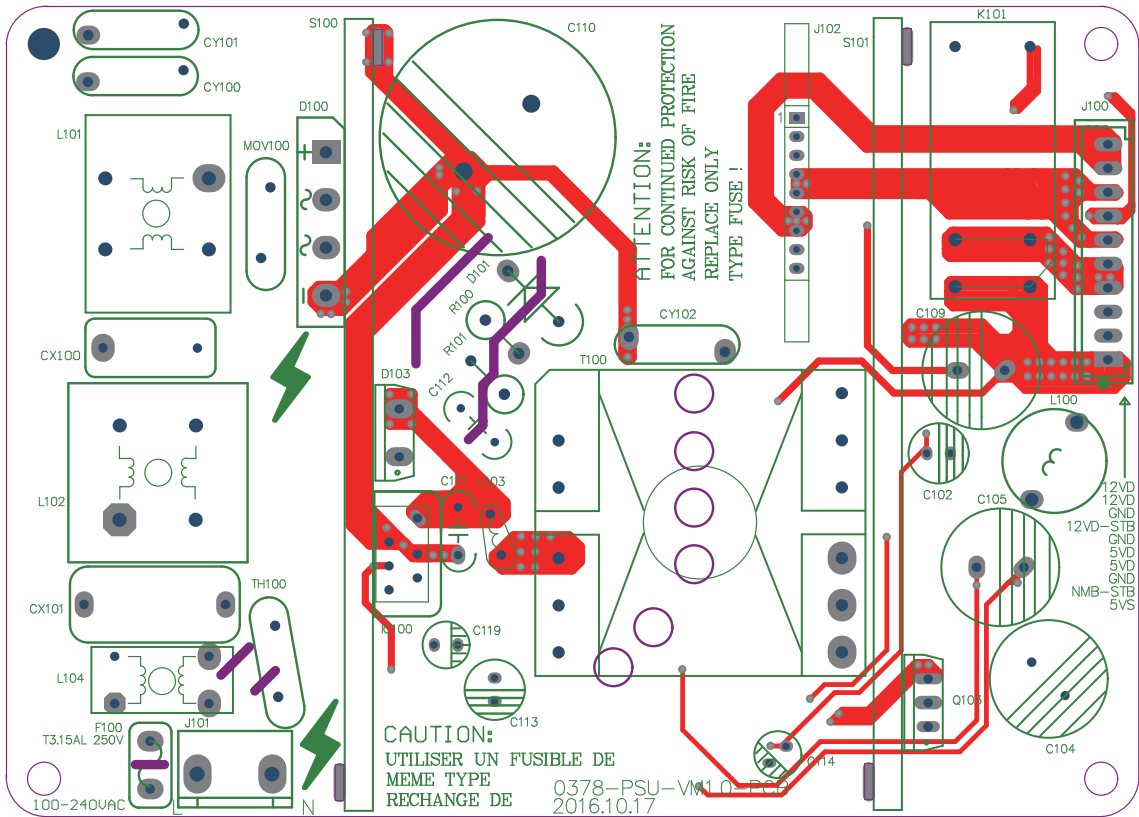 CY101
S100
C110
J102
S101
K101
CY100
D100
J100
L101
MOV100
1
ATTENTION:
FOR CONTINUED PROTECTION
AGAINST RISK OF FIRE
REPLACE ONLY
TYPE FUSE !
D101
R100
R101
C112
CY102
C109
CX100
D103
T100
L100
C102
C105
L102
TH100
CX101
C119
12VD
12VD
GND
12VD-STB
GND
5VD
5VD
GND
NMB-STB
5VS
L104
F100
T3.15AL 250V
J101
C113
C114
C104
100-240VAC
L
N
CAUTION:
UTILISER UN FUSIBLE DE
MEME TYPE
RECHANGE DE
0378-PSU-VM1.0-PCB
2016.10.17